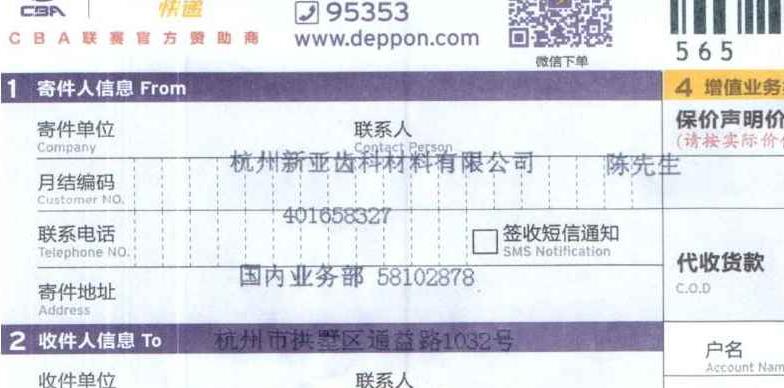 CBA
快递
95353
CBA联赛官方赞助商
www.deppon.com
微信下单
565
1 寄件人信息 From
4 增值业务
寄件单位
Company
联系人
Contact Person
保价声明价
(请按实际价
杭州新亚齿科材料有限公司 陈先生
月结编码
Customer NO.
401658327
联系电话
Telephone NO.
签收短信通知
SMS Notification
代收货款
C.O.D
国内业务部 58102878
寄件地址
Address
2 收件人信息 To
杭州市拱墅区通益路1032号
户名
Account Nam
收件单位
联系人